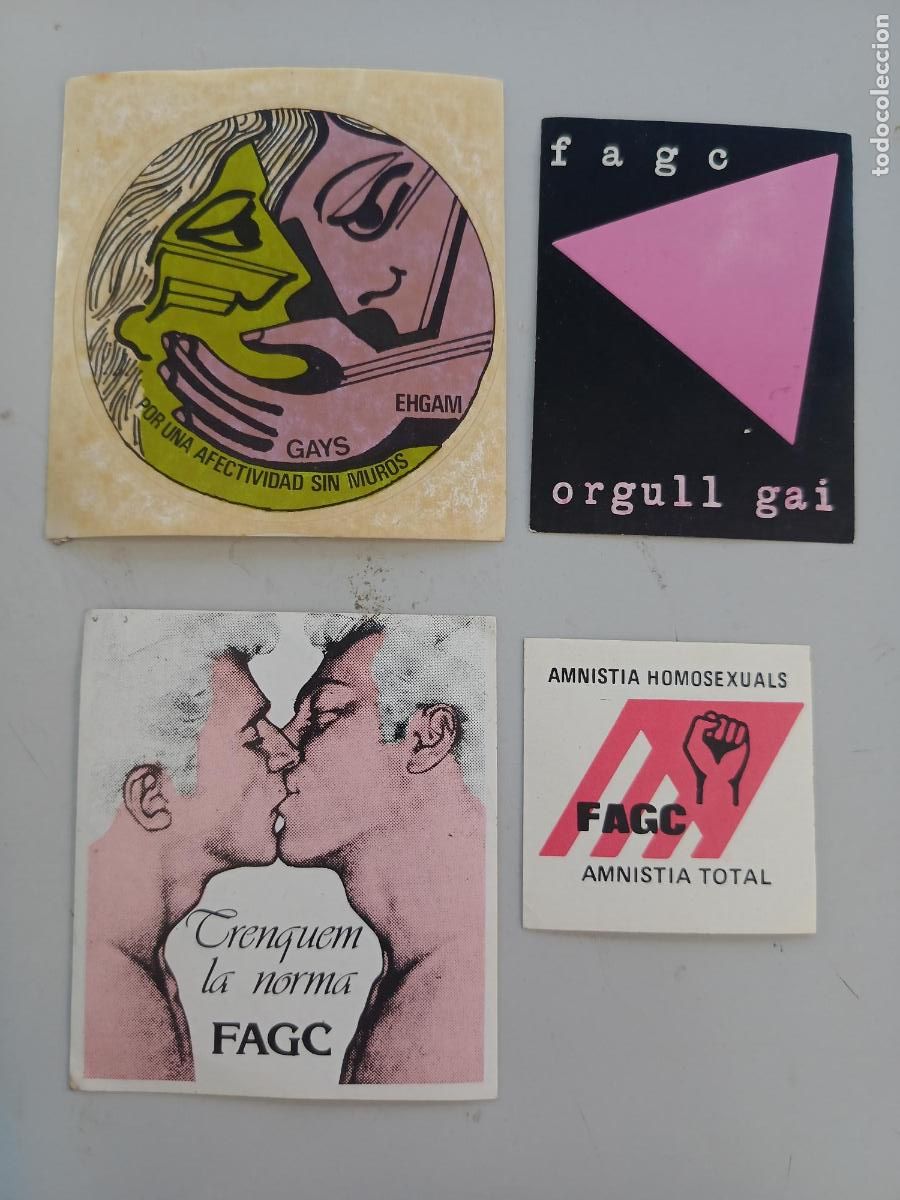 EHGAM
GAYS
POR UNA AFECTIVIDAD SIN MUROS
fagc
orgull gai
Trenquem
la norma
FAGC
AMNISTIA HOMOSEXUALS
FAGC
AMNISTIA TOTAL
todocoleccion